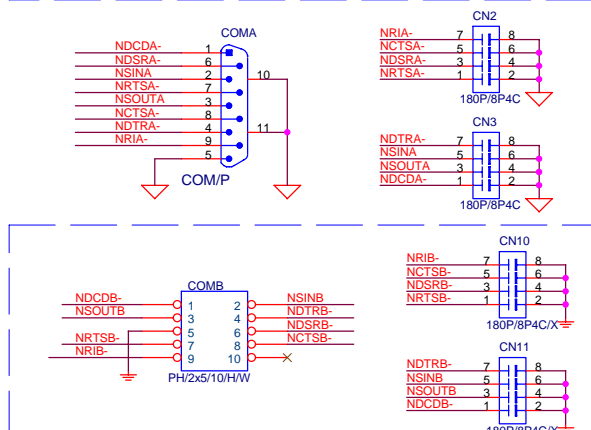 COMA
NDCDA- 1
NDSRA- 6
NSINA 2 10
NRTSA- 7
NSOUTA 3
NCTSA- 8
NDTRA- 4 11
NRIA- 9
5
COM/P
CN2
NRIA- 7 8
NCTSA- 5 6
NDSRA- 3 4
NRTSA- 1 2
180P/8P4C
CN3
NDTRA- 7 8
NSINA 5 6
NSOUTA 3 4
NDCDA- 1 2
180P/8P4C
COMB
NDCDB- 1 2 NSINB
NSOUTB 3 4 NDTRB-
5 6 NDSRB-
NRTSB- 7 8 NCTSB-
NRIB- 9 10
PH/2x5/10/H/W
CN10
NRIB- 7 8
NCTSB- 5 6
NDSRB- 3 4
NRTSB- 1 2
180P/8P4C/X
CN11
NDTRB- 7 8
NSINB 5 6
NSOUTB 3 4
NDCDB- 1 2
180P/8P4C/X